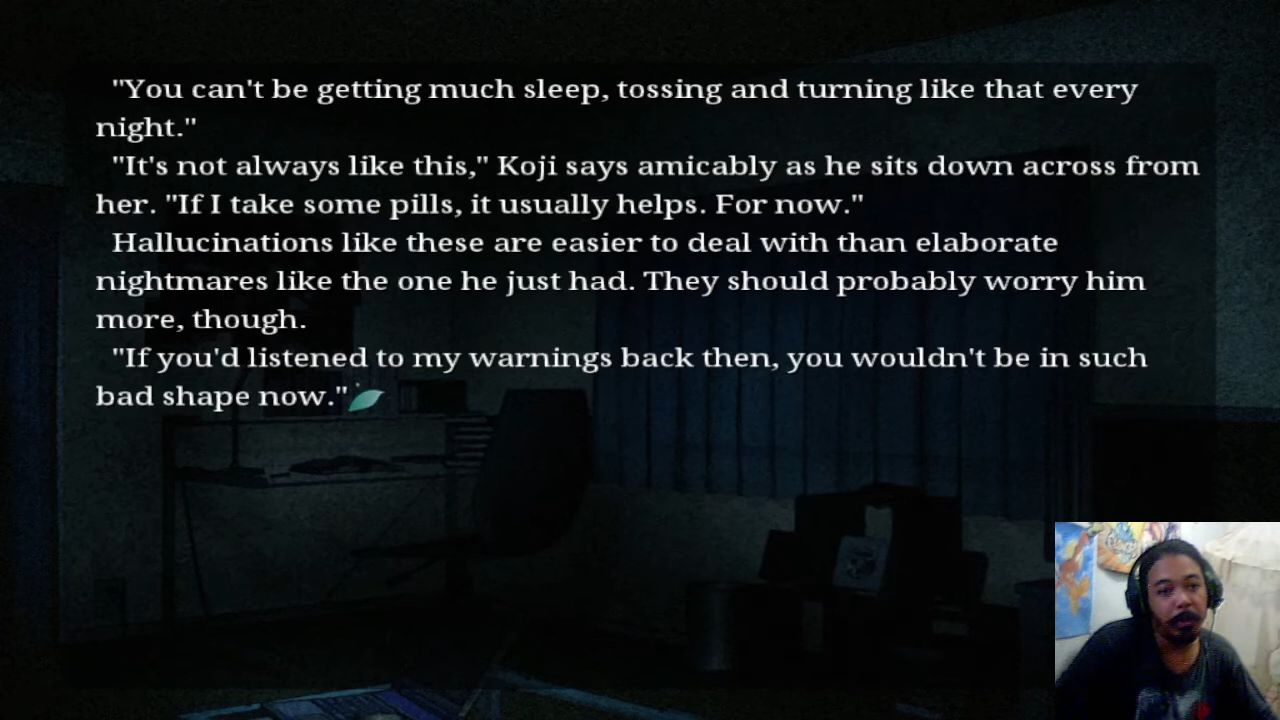 "You can't be getting much sleep, tossing and turning like that every
night."
"It's not always like this," Koji says amicably as he sits down across from
her. "If I take some pills, it usually helps. For now."
Hallucinations like these are easier to deal with than elaborate
nightmares like the one he just had. They should probably worry him
more, though.
"If you'd listened to my warnings back then, you wouldn't be in such
bad shape now."